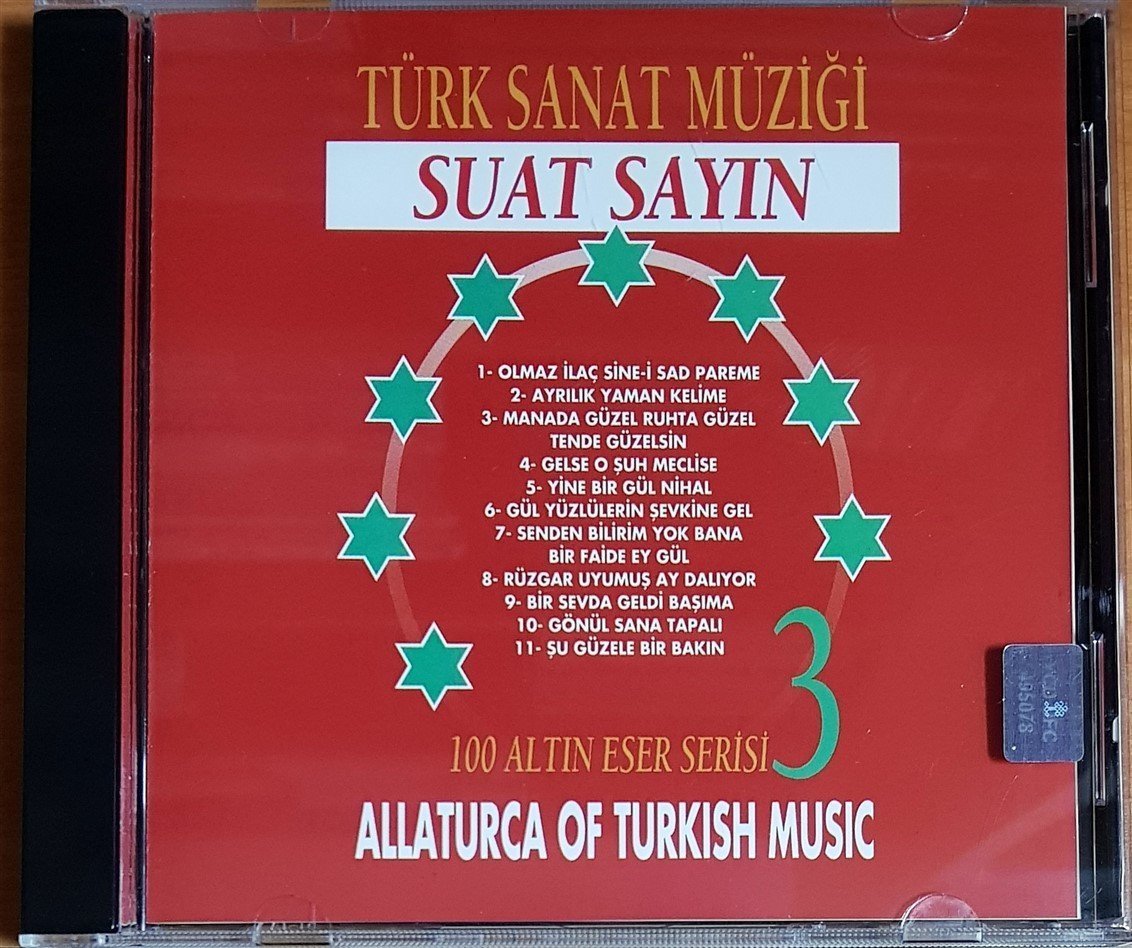 TÜRK SANAT MÜZİĞİ
SUAT SAYIN
1- OLMAZ İLAÇ SİNE-İ SAD PAREME
2- AYRILIK YAMAN KELİME
3- MANADA GÜZEL RUHTA GÜZEL
TENDE GÜZELSİN
4- GELSE O ŞUH MECLİSE
5- YİNE BİR GÜL NİHAL
6- GÜL YÜZLÜLERİN ŞEVKİNE GEL
7- SENDEN BİLİRİM YOK BANA
BİR FAİDE EY GÜL
8- RÜZGAR UYUMUŞ AY DALIYOR
9- BİR SEVDA GELDİ BAŞIMA
10- GÖNÜL SANA TAPALI
11- ŞU GÜZELE BİR BAKIN
100 ALTIN ESER SERİSİ 3
ALLATURCA OF TURKISH MUSIC